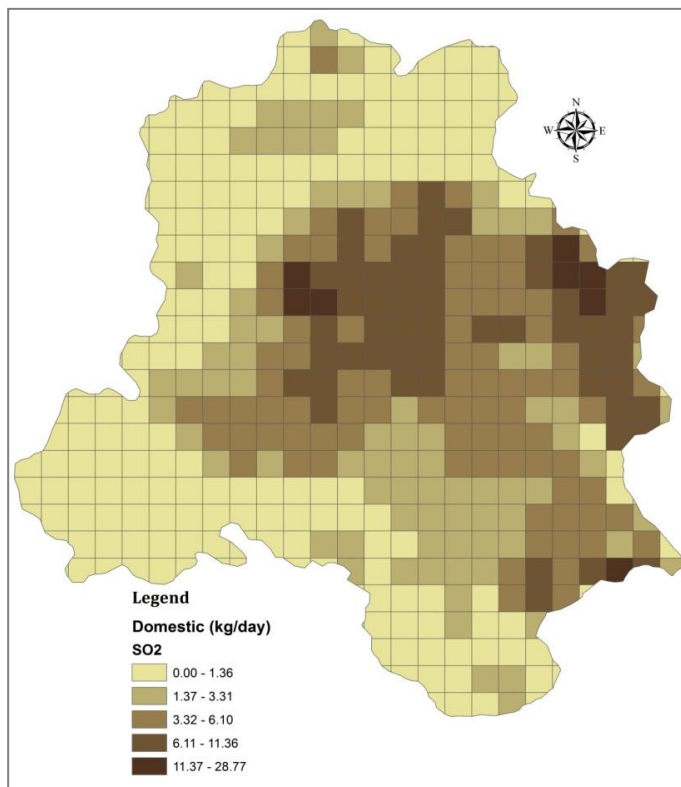 N
W E
S
Legend
Domestic (kg/day)
SO2
0.00 - 1.36
1.37 - 3.31
3.32 - 6.10
6.11 - 11.36
11.37 - 28.77